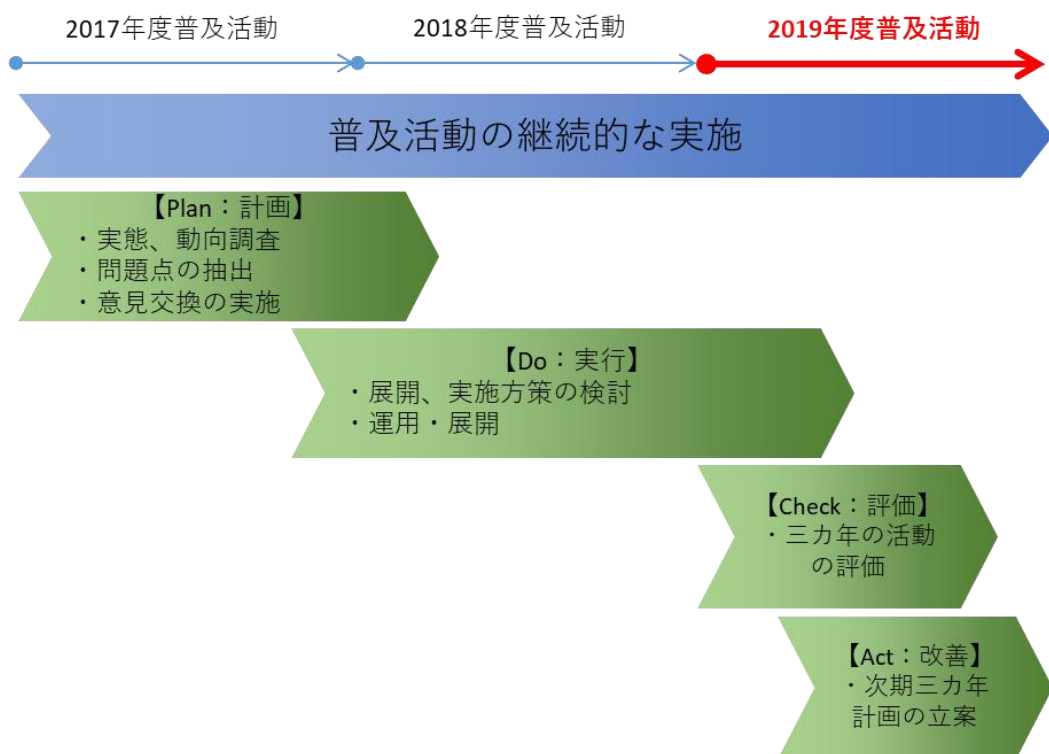 2017年度普及活動
2018年度普及活動
2019年度普及活動
普及活動の継続的な実施
【Plan：計画】
・実態、動向調査
・問題点の抽出
・意見交換の実施
【Do：実行】
・展開、実施方策の検討
・運用・展開
【Check：評価】
・三カ年の活動
の評価
【Act：改善】
・次期三カ年
計画の立案